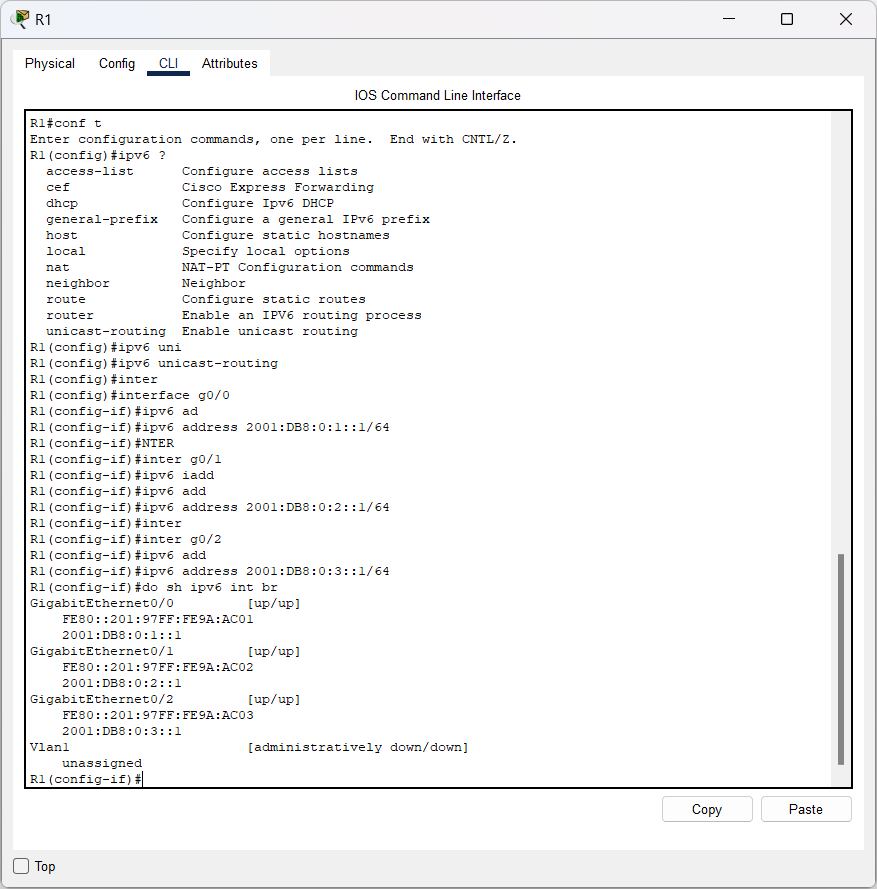 R1
Physical Config CLI Attributes
IOS Command Line Interface
R1#conf t
Enter configuration commands, one per line.  End with CNTL/Z.
R1(config)#ipv6 ?
  access-list      Configure access lists
  cef              Cisco Express Forwarding
  dhcp             Configure Ipv6 DHCP
  general-prefix   Configure a general IPv6 prefix
  host             Configure static hostnames
  local            Specify local options
  nat              NAT-PT Configuration commands
  neighbor         Neighbor
  route            Configure static routes
  router           Enable an IPV6 routing process
  unicast-routing  Enable unicast routing
R1(config)#ipv6 uni
R1(config)#ipv6 unicast-routing
R1(config)#inter
R1(config)#interface g0/0
R1(config-if)#ipv6 ad
R1(config-if)#ipv6 address 2001:DB8:0:1::1/64
R1(config-if)#NTER
R1(config-if)#inter g0/1
R1(config-if)#ipv6 iadd
R1(config-if)#ipv6 add
R1(config-if)#ipv6 address 2001:DB8:0:2::1/64
R1(config-if)#inter
R1(config-if)#inter g0/2
R1(config-if)#ipv6 add
R1(config-if)#ipv6 address 2001:DB8:0:3::1/64
R1(config-if)#do sh ipv6 int br
GigabitEthernet0/0         [up/up]
    FE80::201:97FF:FE9A:AC01
    2001:DB8:0:1::1
GigabitEthernet0/1         [up/up]
    FE80::201:97FF:FE9A:AC02
    2001:DB8:0:2::1
GigabitEthernet0/2         [up/up]
    FE80::201:97FF:FE9A:AC03
    2001:DB8:0:3::1
Vlan1                      [administratively down/down]
    unassigned
R1(config-if)#
Copy Paste
Top